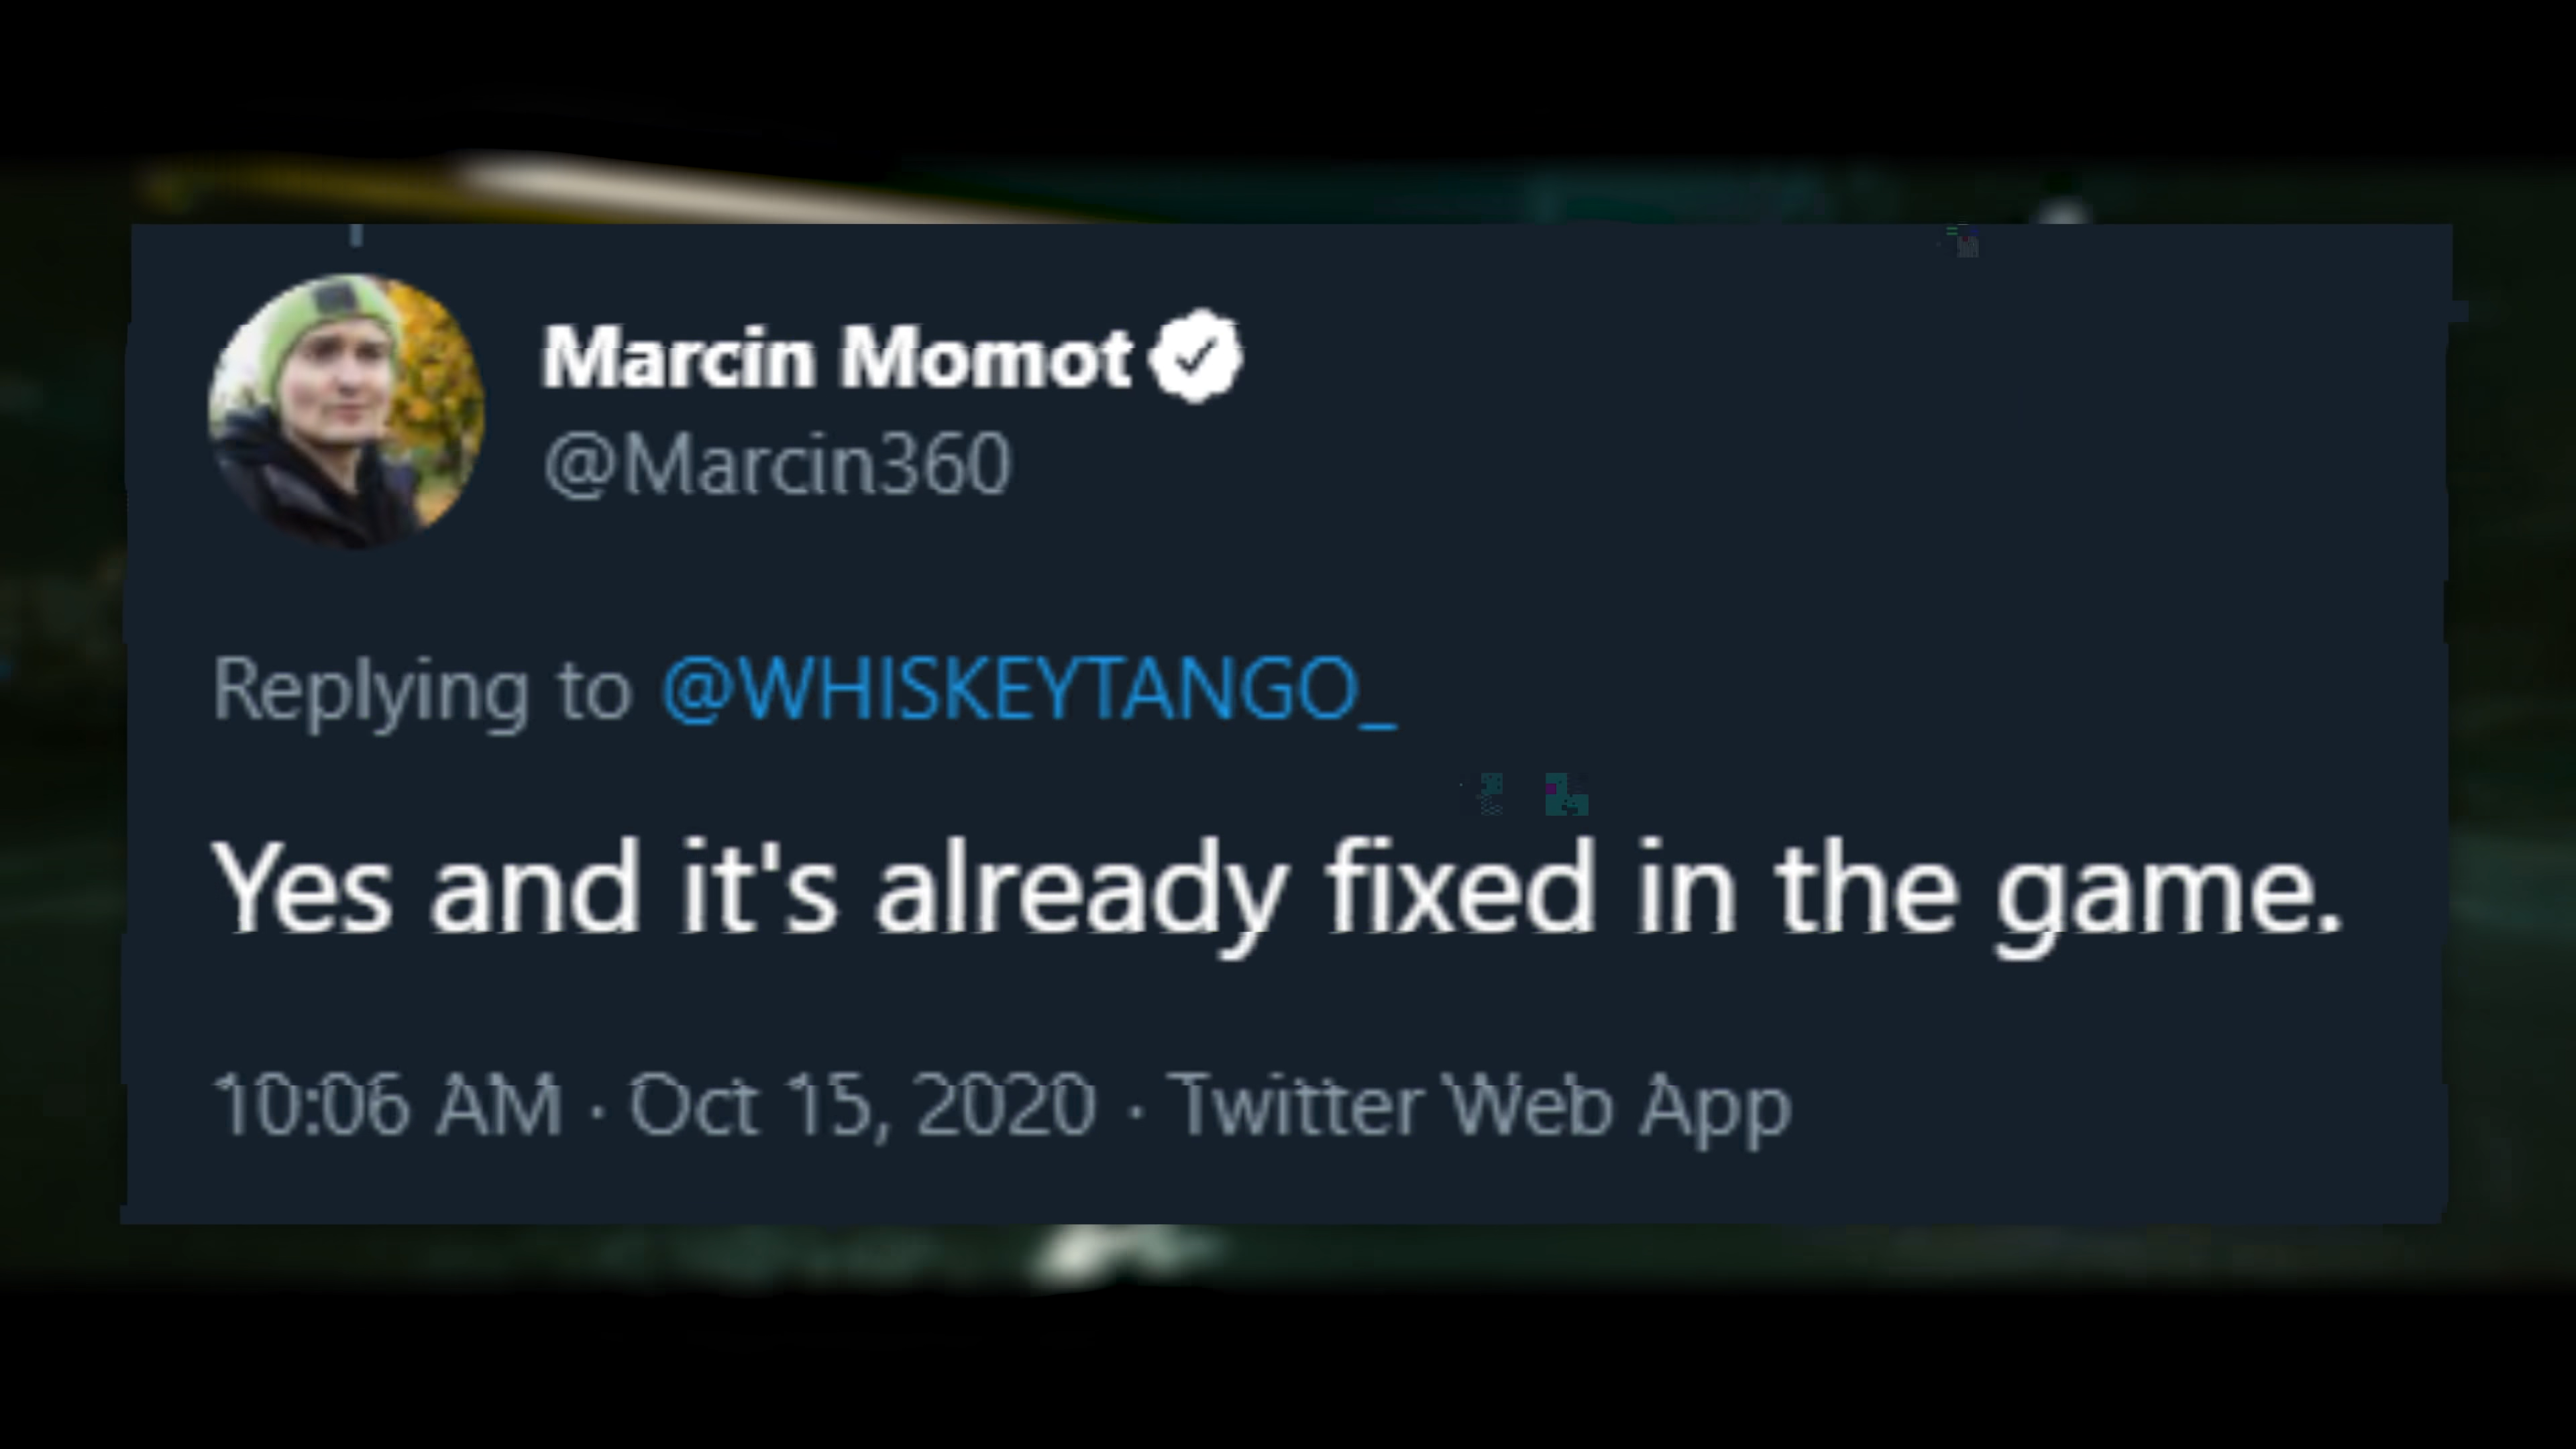 Marcin Momot
@Marcin360
Replying to @WHISKEYTANGO_
Yes and it's already fixed in the game.
10:06 AM · Oct 15, 2020 · Twitter Web App